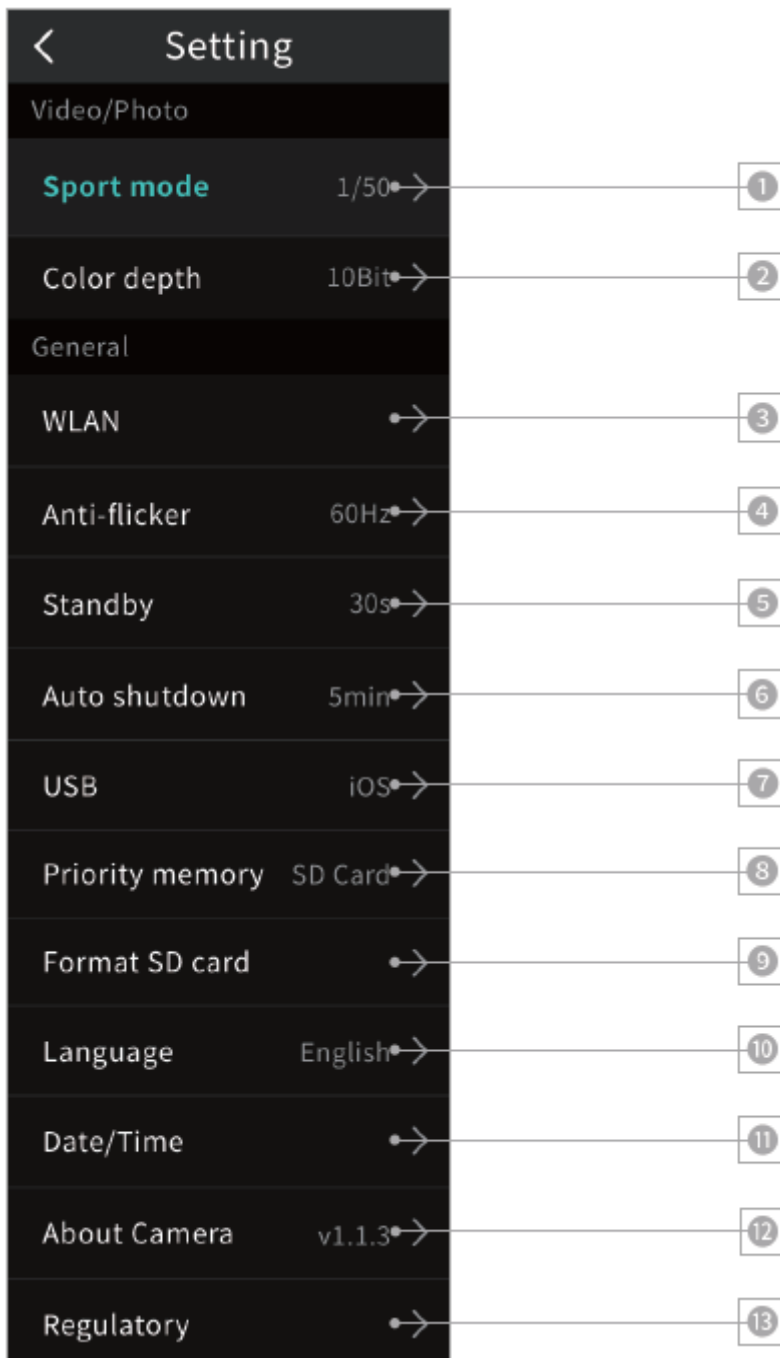 Setting
Video/Photo
Sport mode 1/50 1
Color depth 10Bit 2
General
WLAN 3
Anti-flicker 60Hz 4
Standby 30s 5
Auto shutdown 5min 6
USB iOS 7
Priority memory SD Card 8
Format SD card 9
Language English 10
Date/Time 11
About Camera v1.1.3 12
Regulatory 13